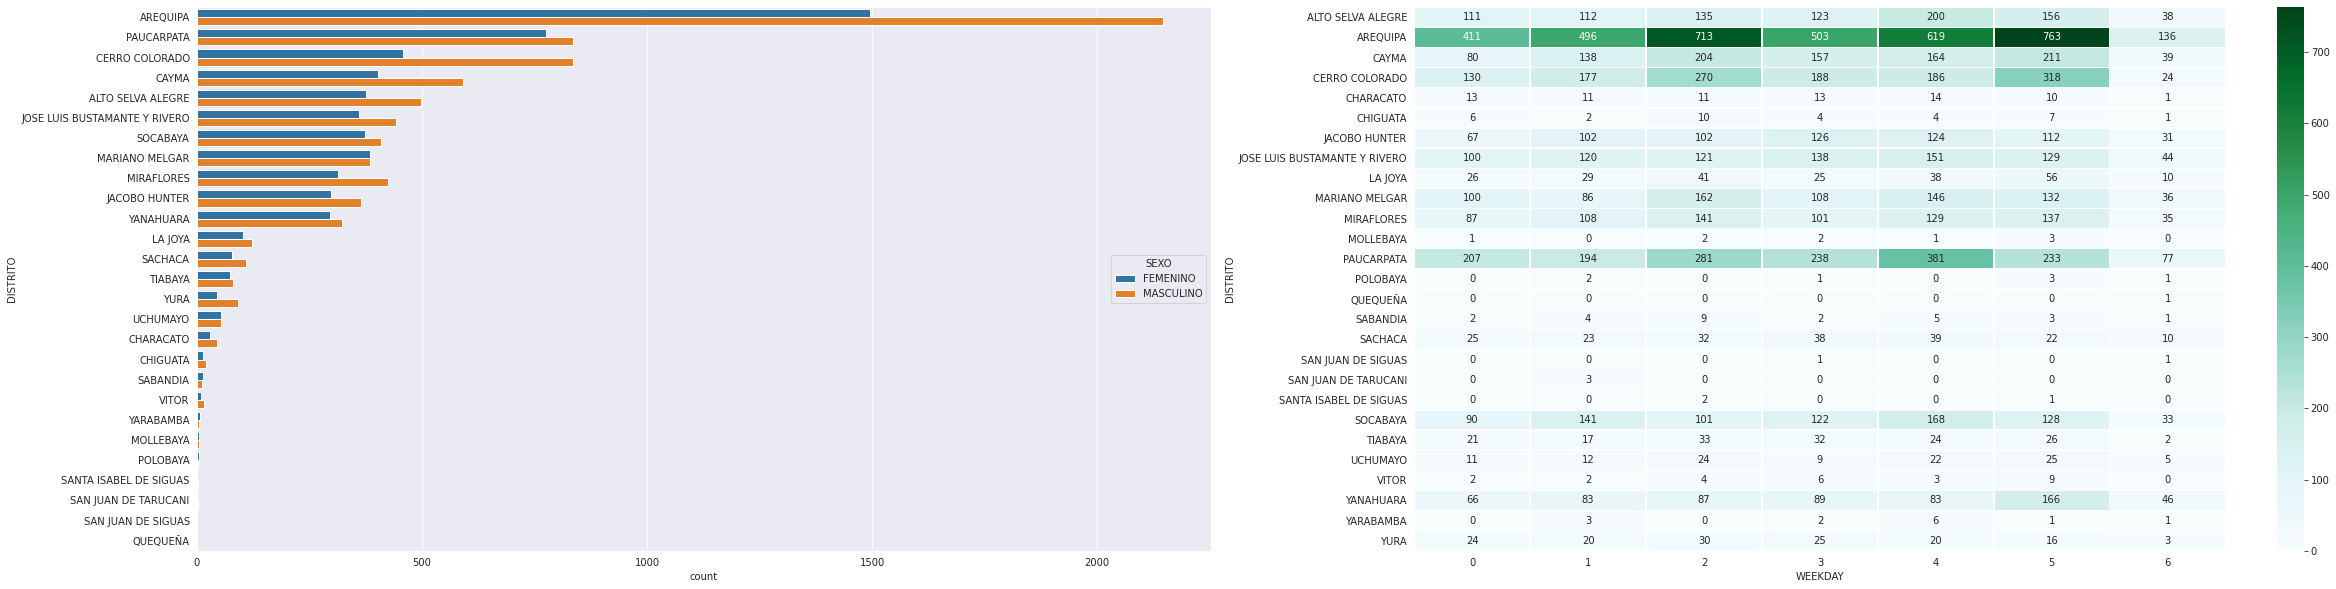 AREQUIPA
PAUCARPATA
CERRO COLORADO
CAYMA
ALTO SELVA ALEGRE
JOSE LUIS BUSTAMANTE Y RIVERO
SOCABAYA
MARIANO MELGAR
MIRAFLORES
JACOBO HUNTER
YANAHUARA
LA JOYA
SACHACA
TIABAYA
YURA
UCHUMAYO
CHARACATO
CHIGUATA
SABANDIA
VITOR
YARABAMBA
MOLLEBAYA
POLOBAYA
SANTA ISABEL DE SIGUAS
SAN JUAN DE TARUCANI
SAN JUAN DE SIGUAS
QUEQUEÑA
DISTRITO
0 500 1000 1500 2000
count
SEXO
FEMENINO
MASCULINO
DISTRITO
ALTO SELVA ALEGRE 111 112 135 123 200 156 38
AREQUIPA 411 496 713 503 619 763 136
CAYMA 80 138 204 157 164 211 39
CERRO COLORADO 130 177 270 188 186 318 24
CHARACATO 13 11 11 13 14 10 1
CHIGUATA 6 2 10 4 4 7 1
JACOBO HUNTER 67 102 102 126 124 112 31
JOSE LUIS BUSTAMANTE Y RIVERO 100 120 121 138 151 129 44
LA JOYA 26 29 41 25 38 56 10
MARIANO MELGAR 100 86 162 108 146 132 36
MIRAFLORES 87 108 141 101 129 137 35
MOLLEBAYA 1 0 2 2 1 3 0
PAUCARPATA 207 194 281 238 381 233 77
POLOBAYA 0 2 0 1 0 3 1
QUEQUEÑA 0 0 0 0 0 0 1
SABANDIA 2 4 9 2 5 3 1
SACHACA 25 23 32 38 39 22 10
SAN JUAN DE SIGUAS 0 0 0 1 0 0 1
SAN JUAN DE TARUCANI 0 3 0 0 0 0 0
SANTA ISABEL DE SIGUAS 0 0 2 0 0 1 0
SOCABAYA 90 141 101 122 168 128 33
TIABAYA 21 17 33 32 24 26 2
UCHUMAYO 11 12 24 9 22 25 5
VITOR 2 2 4 6 3 9 0
YANAHUARA 66 83 87 89 83 166 46
YARABAMBA 0 3 0 2 6 1 1
YURA 24 20 30 25 20 16 3
0 1 2 3 4 5 6
WEEKDAY
700
600
500
400
300
200
100
0